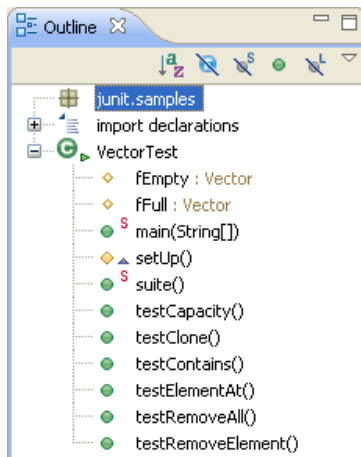 Outline
junit.samples
import declarations
VectorTest
fEmpty : Vector
fFull : Vector
S main(String[])
setUp()
S suite()
testCapacity()
testClone()
testContains()
testElementAt()
testRemoveAll()
testRemoveElement()